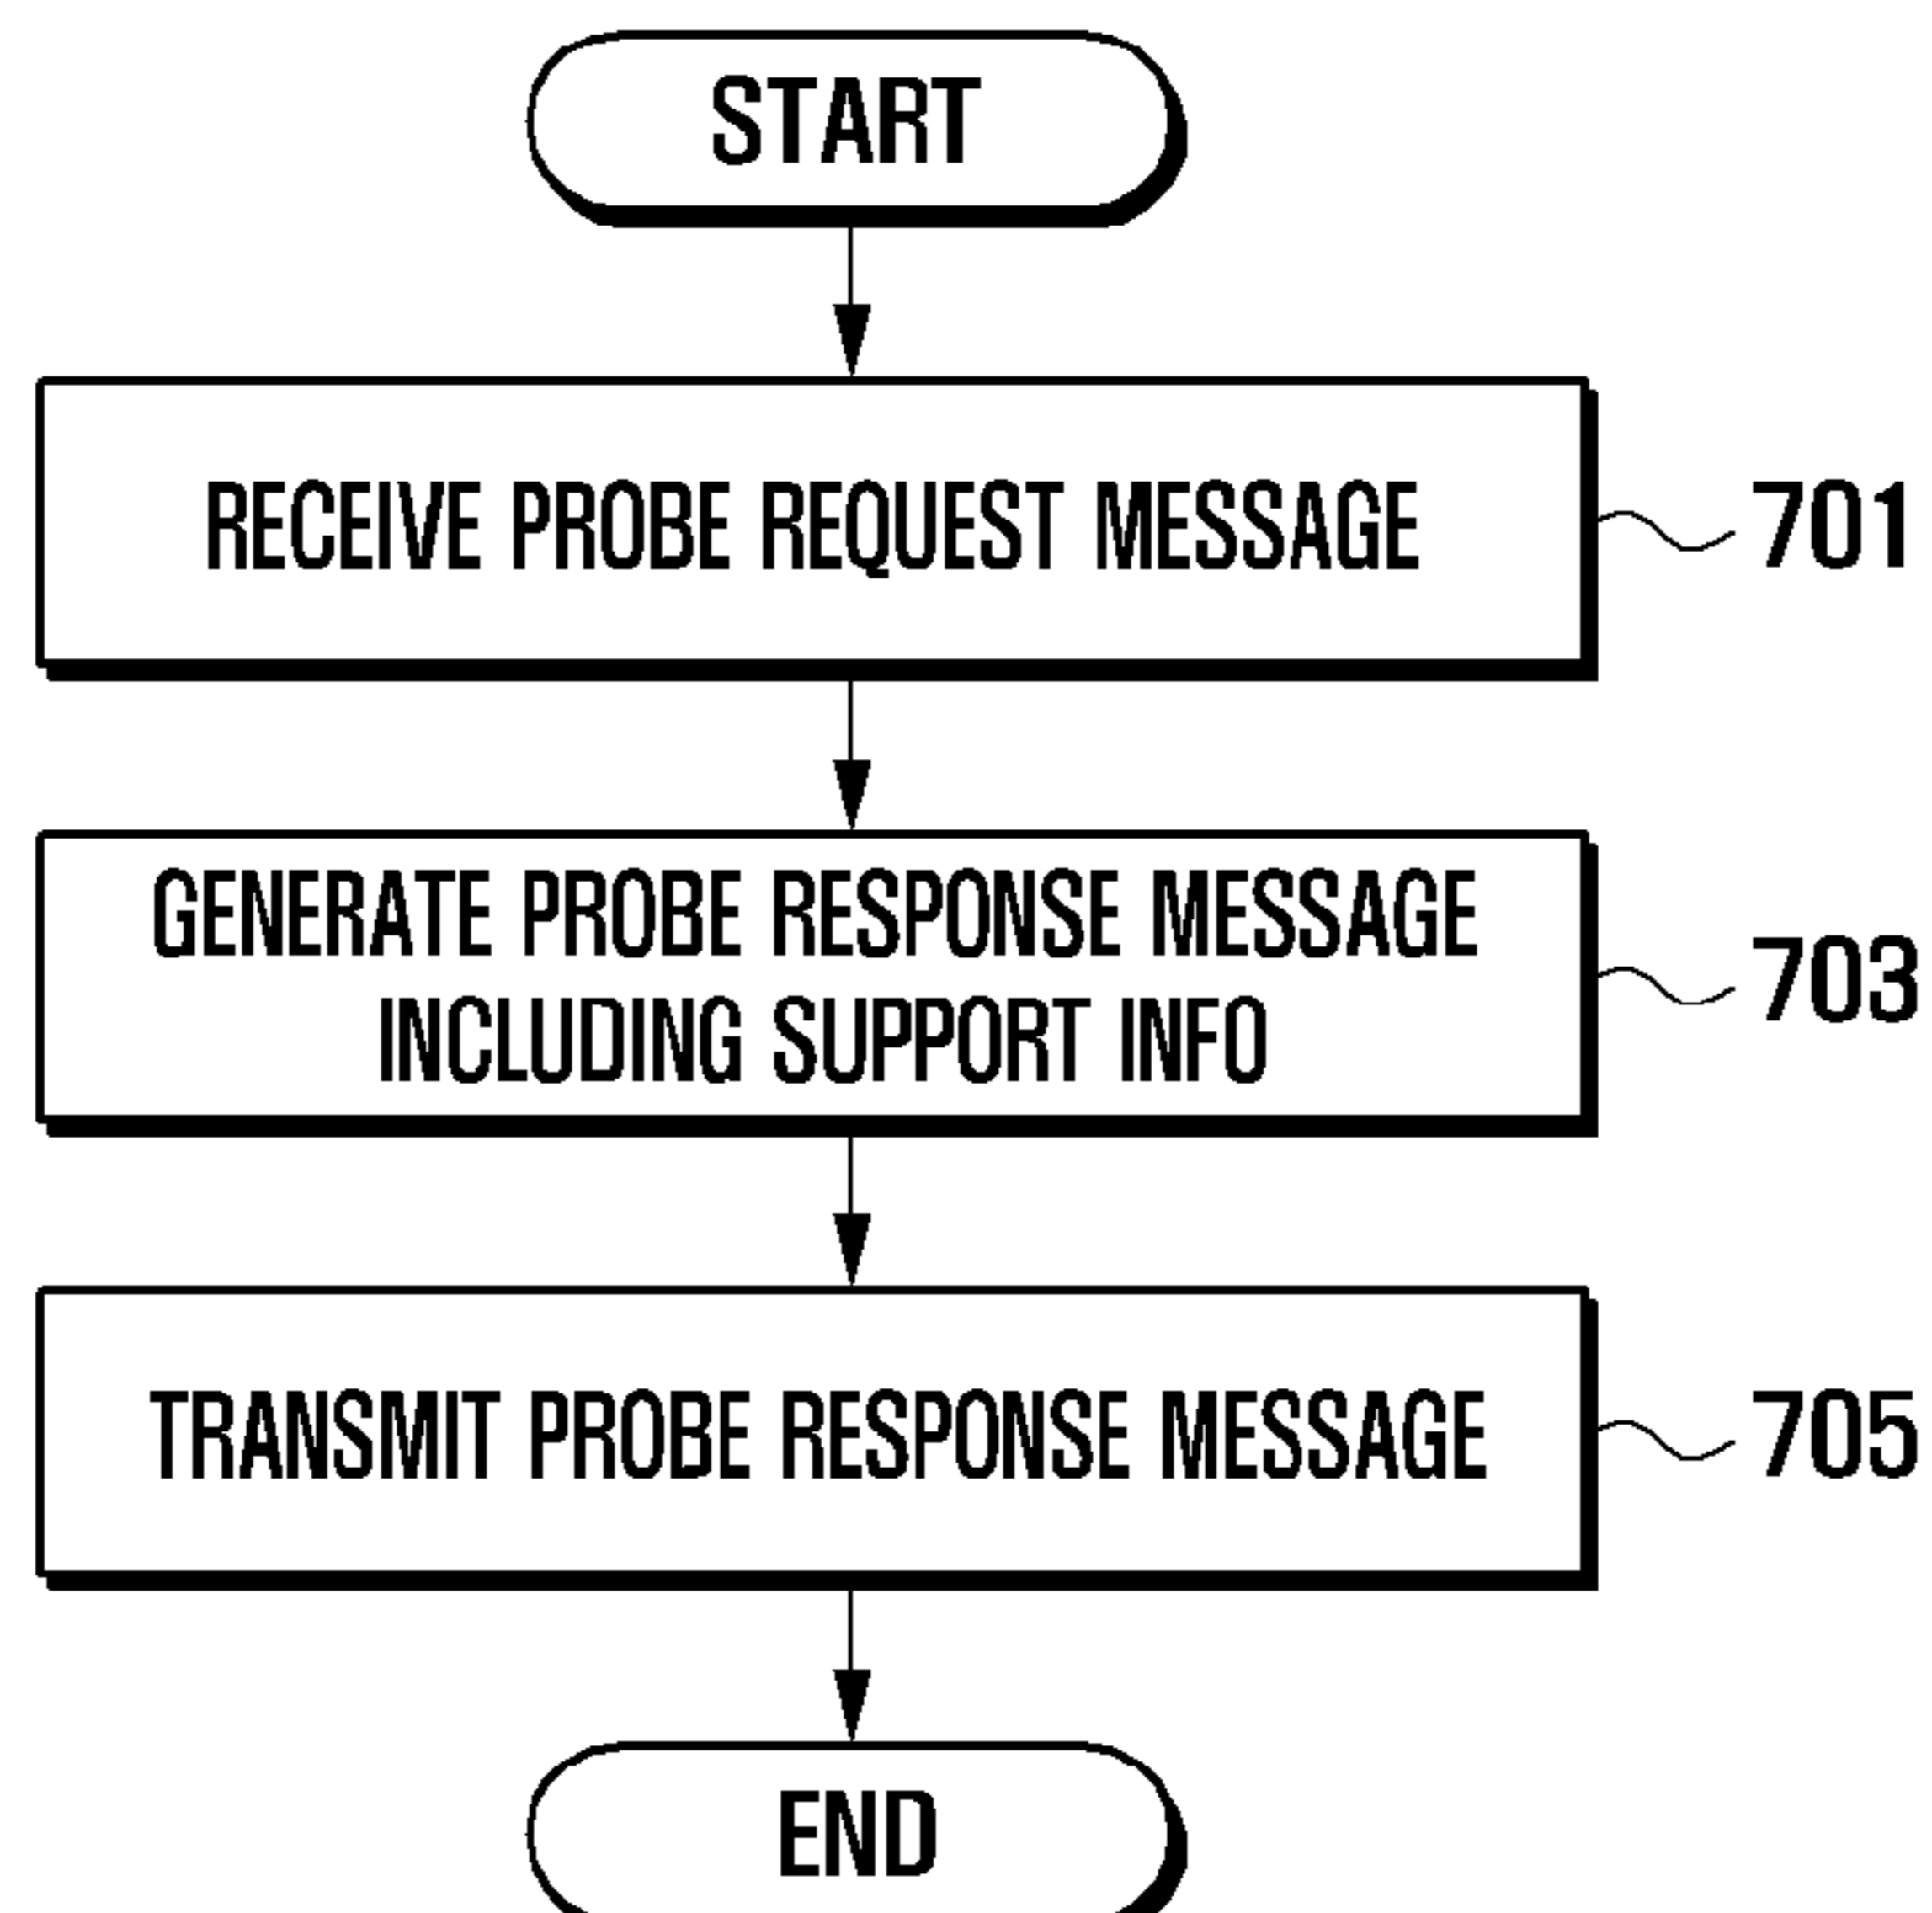 START
RECEIVE PROBE REQUEST MESSAGE
701
GENERATE PROBE RESPONSE MESSAGE
INCLUDING SUPPORT INFO
703
TRANSMIT PROBE RESPONSE MESSAGE
705
END